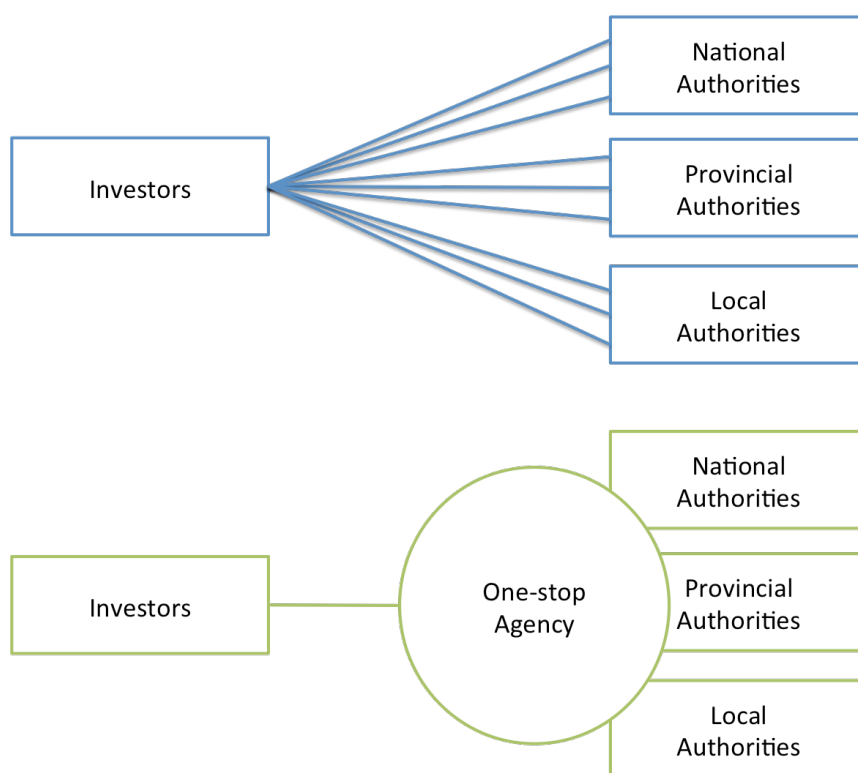 National
Authorities
Investors
Provincial
Authorities
Local
Authorities
National
Authorities
Investors
One-stop
Agency
Provincial
Authorities
Local
Authorities